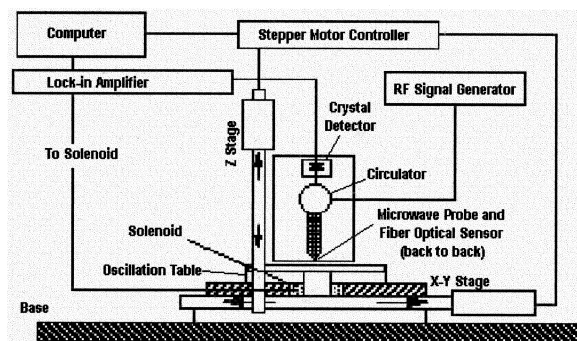 Computer
Stepper Motor Controller
Lock-in Amplifier
RF Signal Generator
Crystal
Detector
Z Stage
To Solenoid
Circulator
Microwave Probe and
Fiber Optical Sensor
(back to back)
Solenoid
Oscillation Table
X-Y Stage
Base